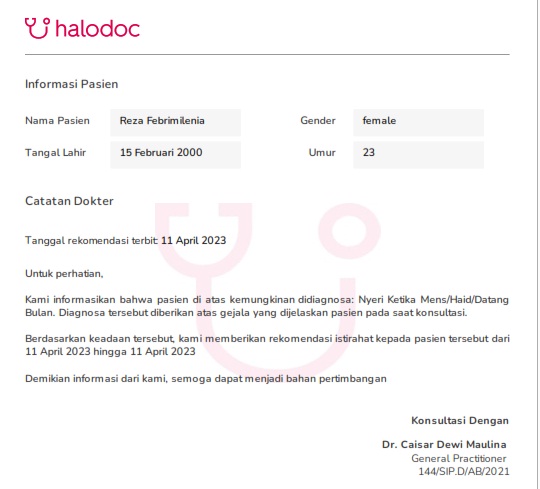 halodoc
Informasi Pasien
Nama Pasien Reza Febrimilenia Gender female
Tangal Lahir 15 Februari 2000 Umur 23
Catatan Dokter
Tanggal rekomendasi terbit: 11 April 2023
Untuk perhatian,
Kami informasikan bahwa pasien di atas kemungkinan didiagnosa: Nyeri Ketika Mens/Haid/Datang
Bulan. Diagnosa tersebut diberikan atas gejala yang dijelaskan pasien pada saat konsultasi.
Berdasarkan keadaan tersebut, kami memberikan rekomendasi istirahat kepada pasien tersebut dari
11 April 2023 hingga 11 April 2023
Demikian informasi dari kami, semoga dapat menjadi bahan pertimbangan
Konsultasi Dengan
Dr. Caisar Dewi Maulina
General Practitioner
144/SIP.D/AB/2021